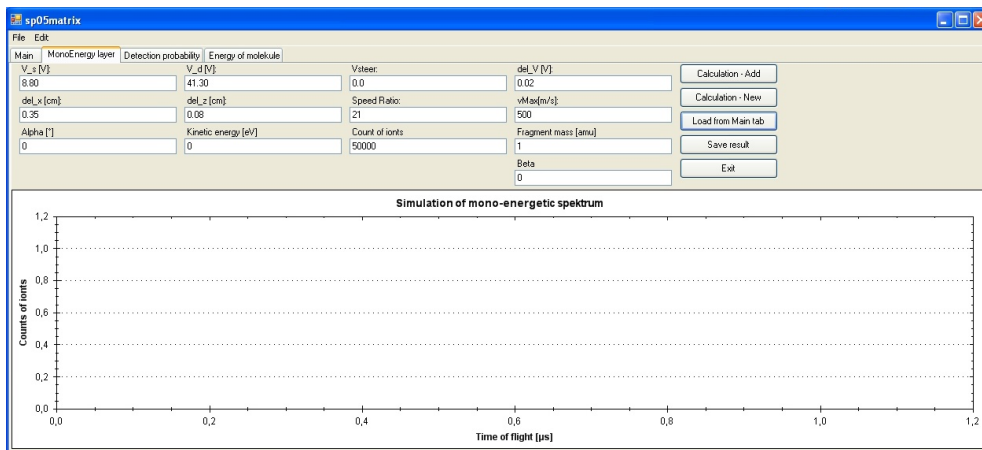 sp05matrix
File Edit
Main MonoEnergy layer Detection probability Energy of molekule
V_s [V]: V_d [V]: Vsteer: del_V [V]: Calculation - Add
8.80 41.30 0.0 0.02
Calculation - New
del_x [cm]: del_z [cm]: Speed Ratio: vMax[m/s]:
0.35 0.08 21 500 Load from Main tab
Alpha [°] Kinetic energy [eV] Count of ionts Fragment mass [amu]
0 0 50000 1 Save result
Beta Exit
0
Simulation of mono-energetic spektrum
1,2
1,0
0,8
0,6
0,4
0,2
0,0
Counts of ionts
0,0 0,2 0,4 0,6 0,8 1,0 1,2
Time of flight [µs]